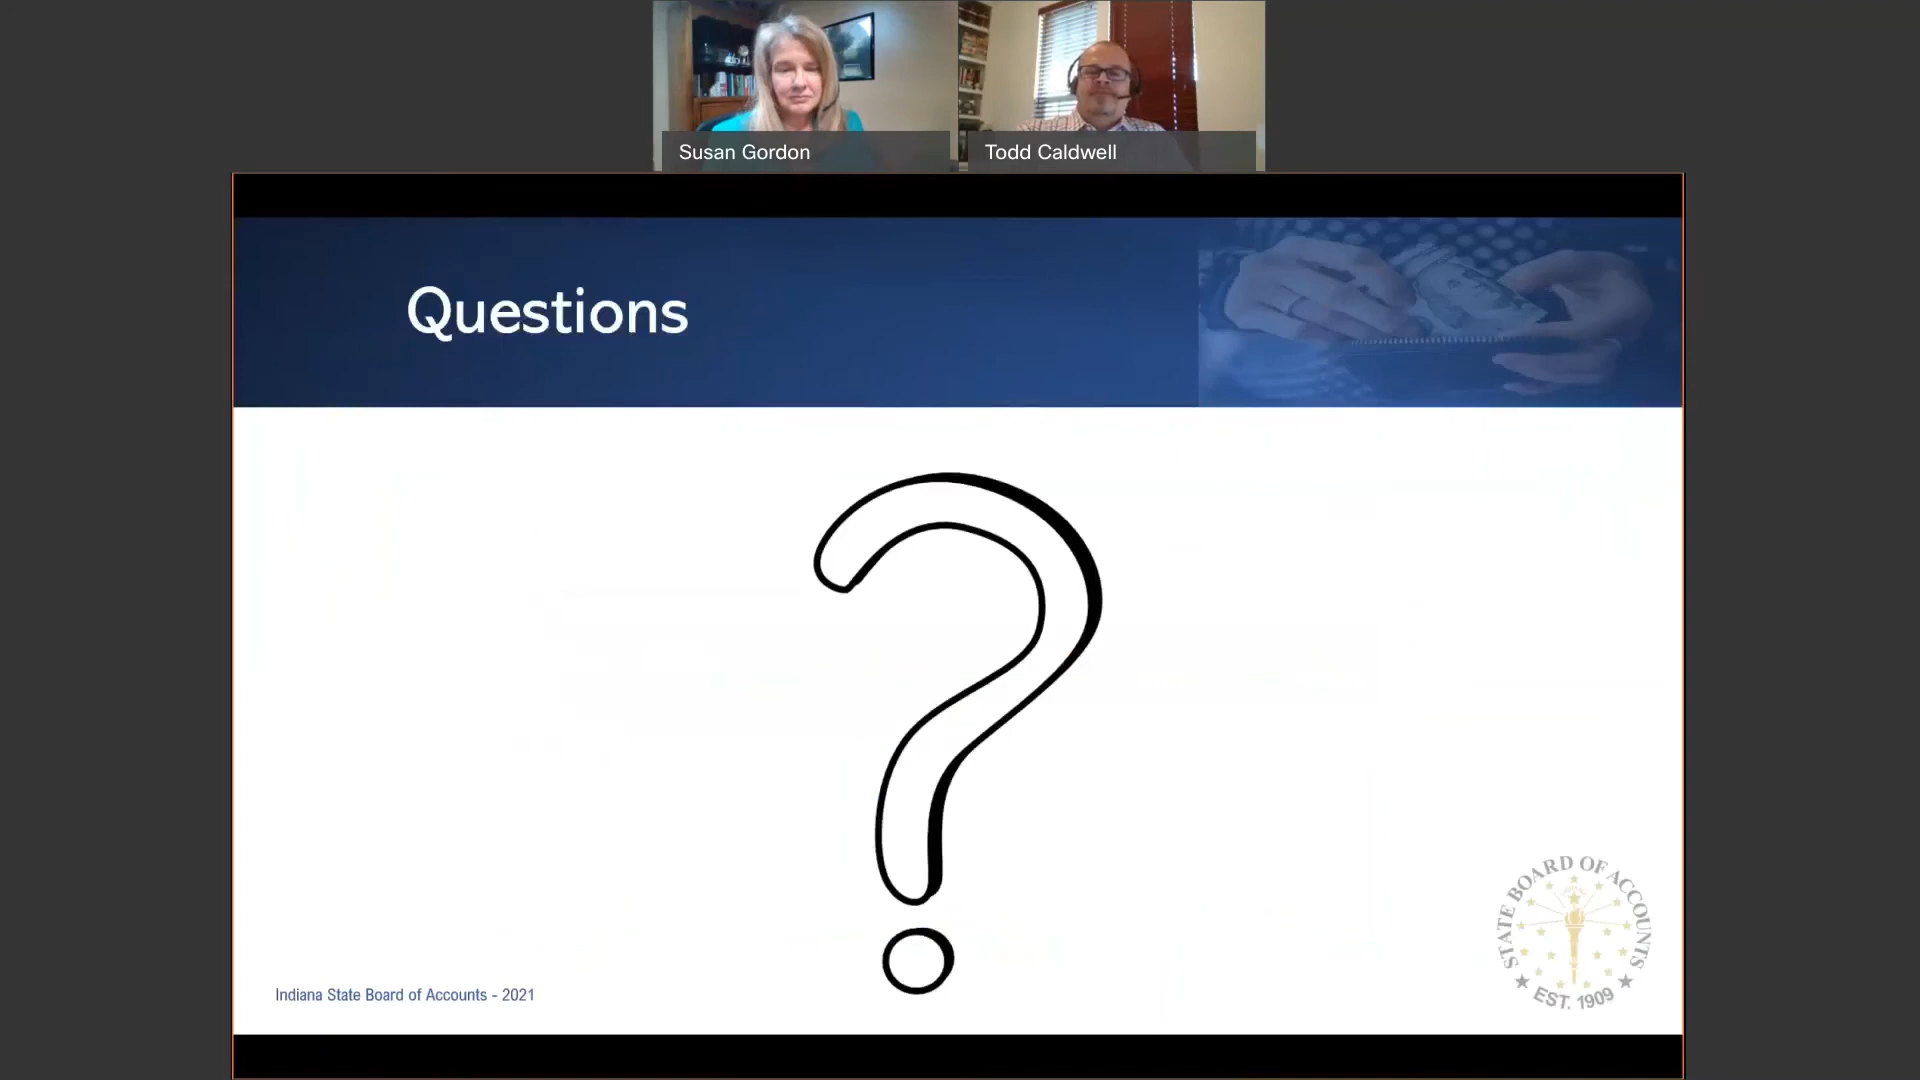 Susan Gordon
Todd Caldwell
Questions
?
STATE BOARD OF ACCOUNTS
EST. 1909
Indiana State Board of Accounts - 2021